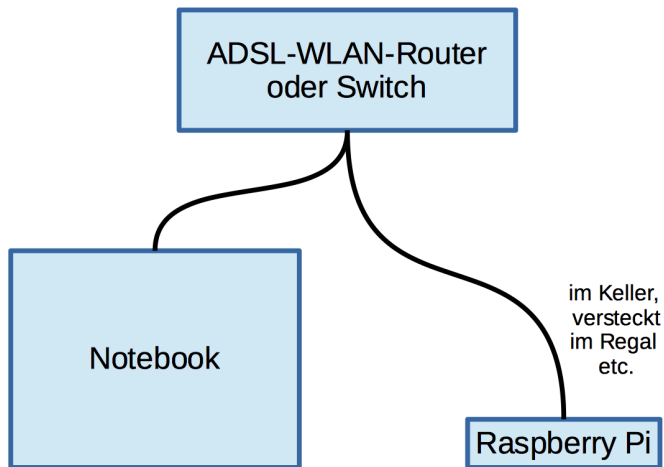 ADSL-WLAN-Router
oder Switch
Notebook
im Keller,
versteckt
im Regal
etc.
Raspberry Pi